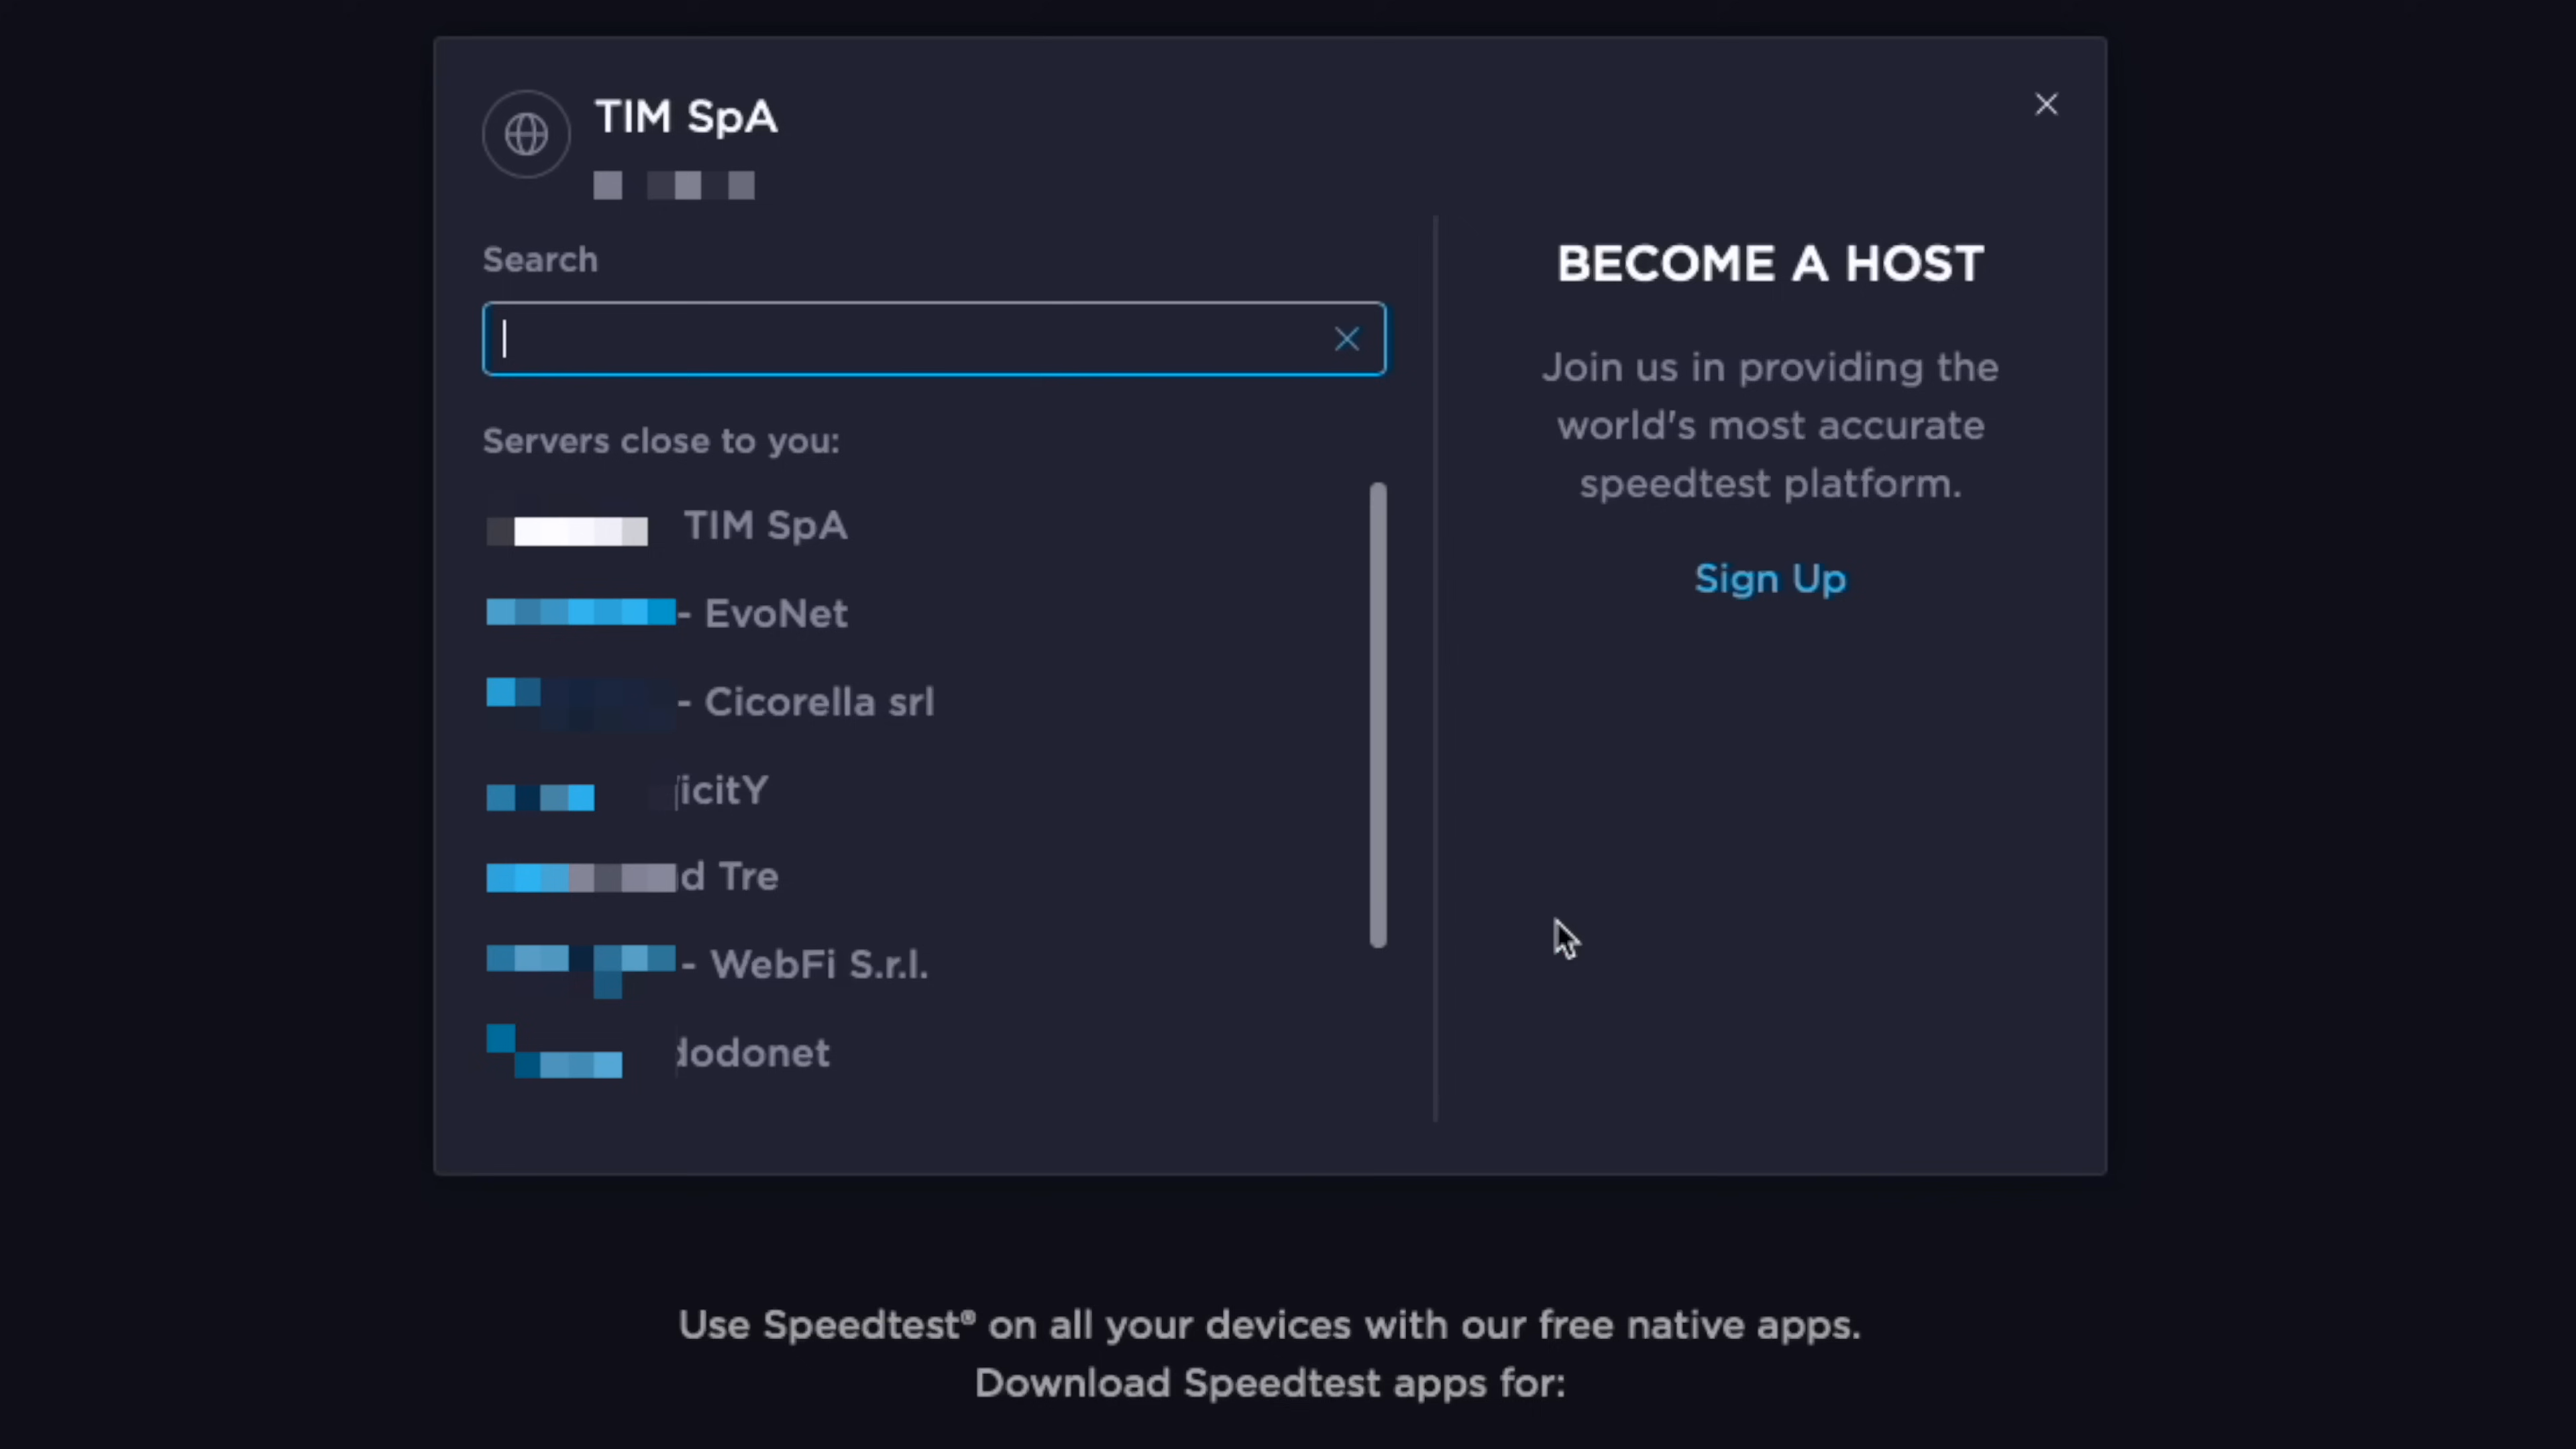 TIM SpA
Search
Servers close to you:
TIM SpA
- EvoNet
- Cicorella srl
icitY
d Tre
- WebFi S.r.l.
dodonet
BECOME A HOST
Join us in providing the
world's most accurate
speedtest platform.
Sign Up
Use Speedtest® on all your devices with our free native apps.
Download Speedtest apps for: